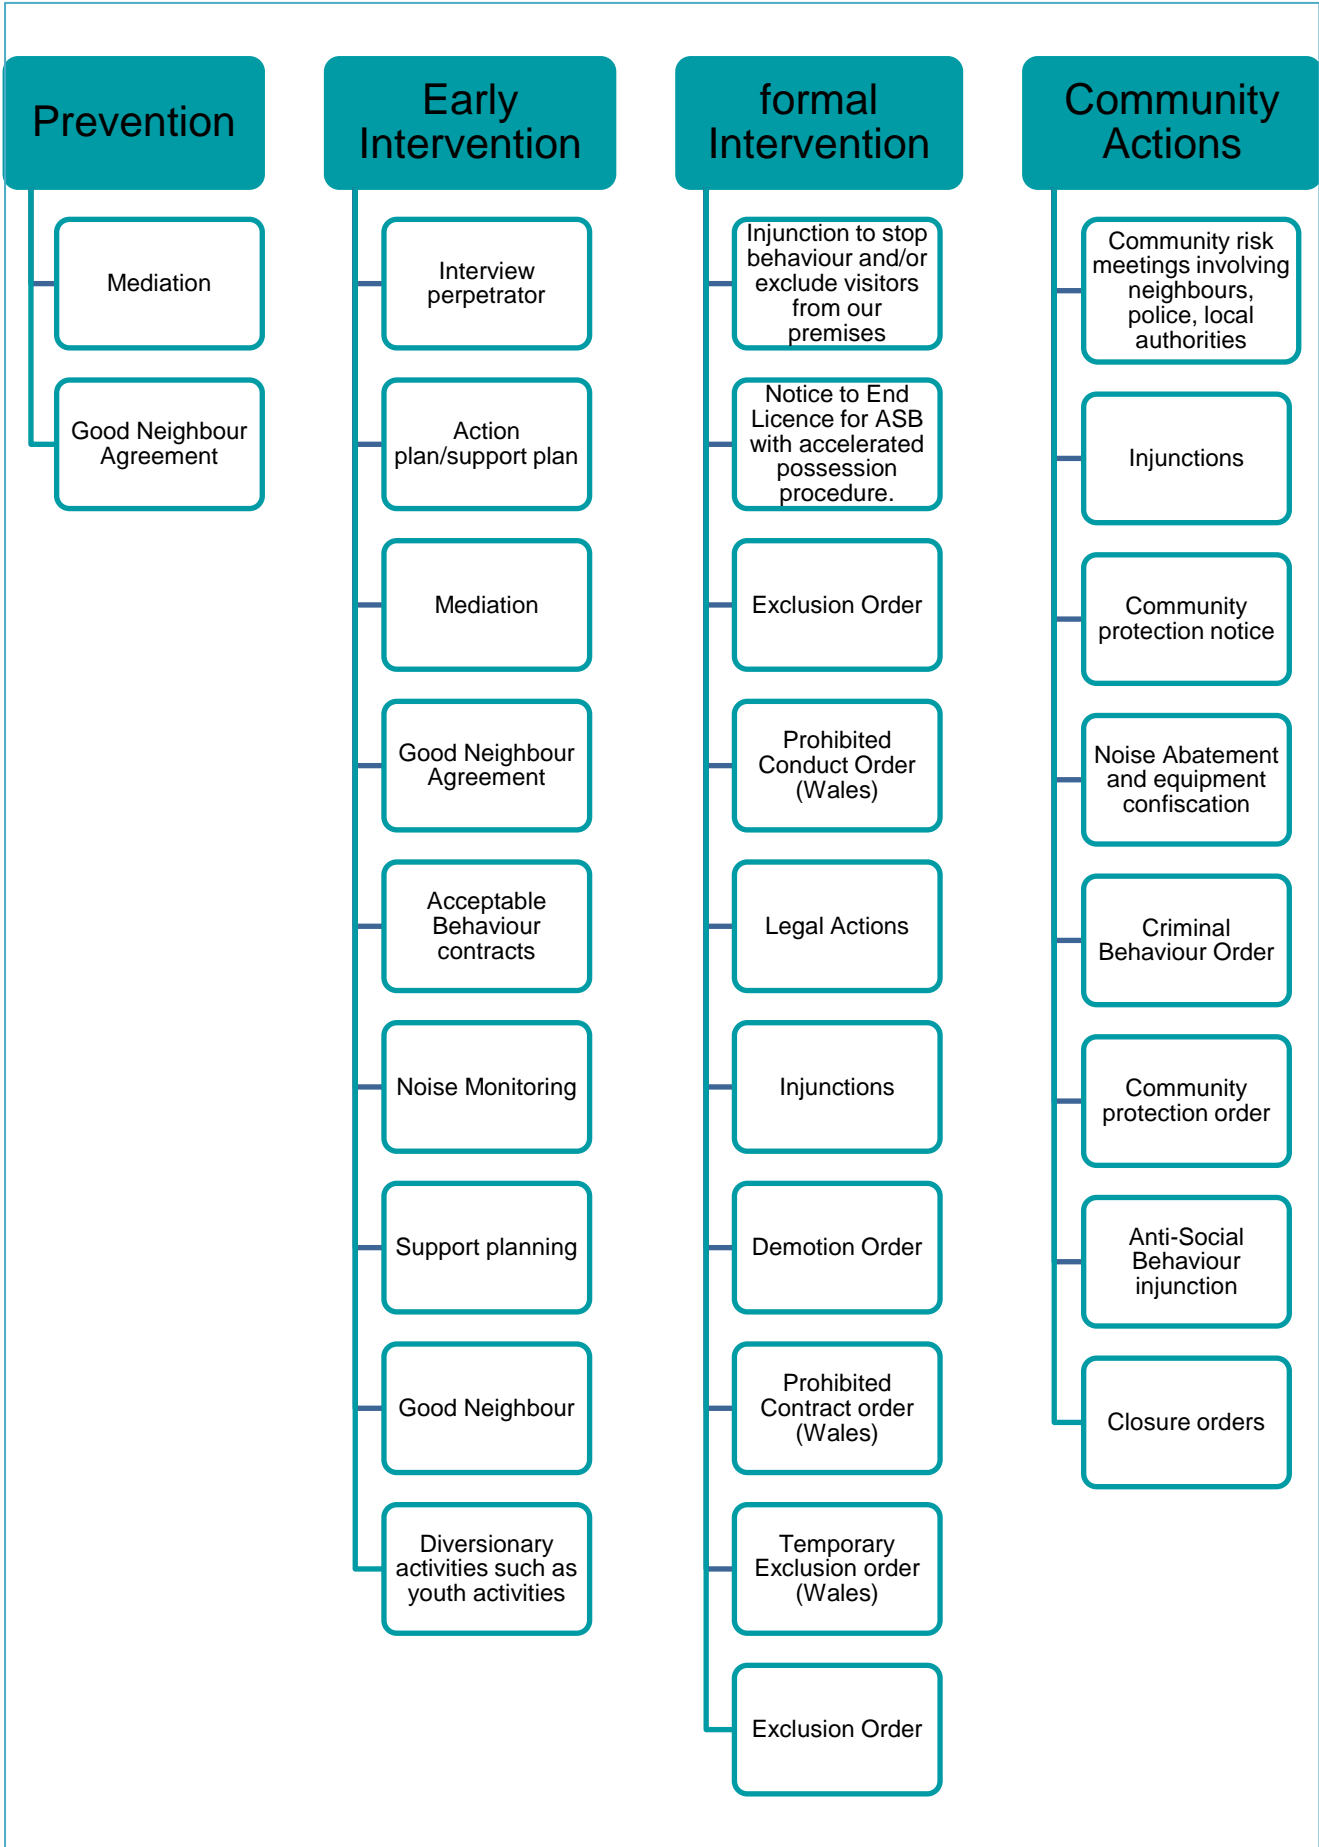 Prevention
Mediation
Good Neighbour
Agreement
Early
Intervention
Interview
perpetrator
Action
plan/support plan
Mediation
Good Neighbour
Agreement
Acceptable
Behaviour
contracts
Noise Monitoring
Support planning
Good Neighbour
Diversionary
activities such as
youth activities
formal
Intervention
Injunction to stop
behaviour and/or
exclude visitors
from our
premises
Notice to End
Licence for ASB
with accelerated
possession
procedure.
Exclusion Order
Prohibited
Conduct Order
(Wales)
Legal Actions
Injunctions
Demotion Order
Prohibited
Contract order
(Wales)
Temporary
Exclusion order
(Wales)
Exclusion Order
Community
Actions
Community risk
meetings involving
neighbours,
police, local
authorities
Injunctions
Community
protection notice
Noise Abatement
and equipment
confiscation
Criminal
Behaviour Order
Community
protection order
Anti-Social
Behaviour
injunction
Closure orders